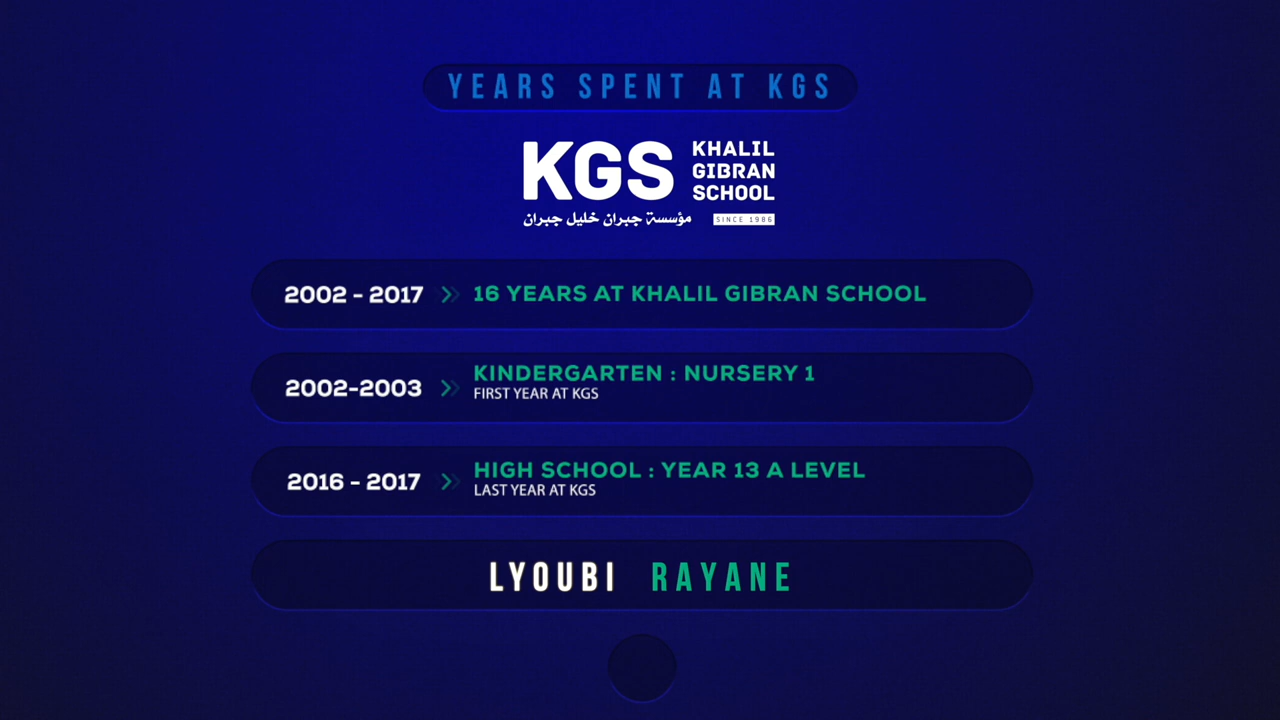 YEARS SPENT AT KGS
KGS
KHALIL
GIBRAN
SCHOOL
مؤسسة جبران خليل جبران
SINCE 1986
2002 - 2017 » 16 YEARS AT KHALIL GIBRAN SCHOOL
2002-2003 » KINDERGARTEN : NURSERY 1
FIRST YEAR AT KGS
2016 - 2017 » HIGH SCHOOL : YEAR 13 A LEVEL
LAST YEAR AT KGS
LYOUBI RAYANE